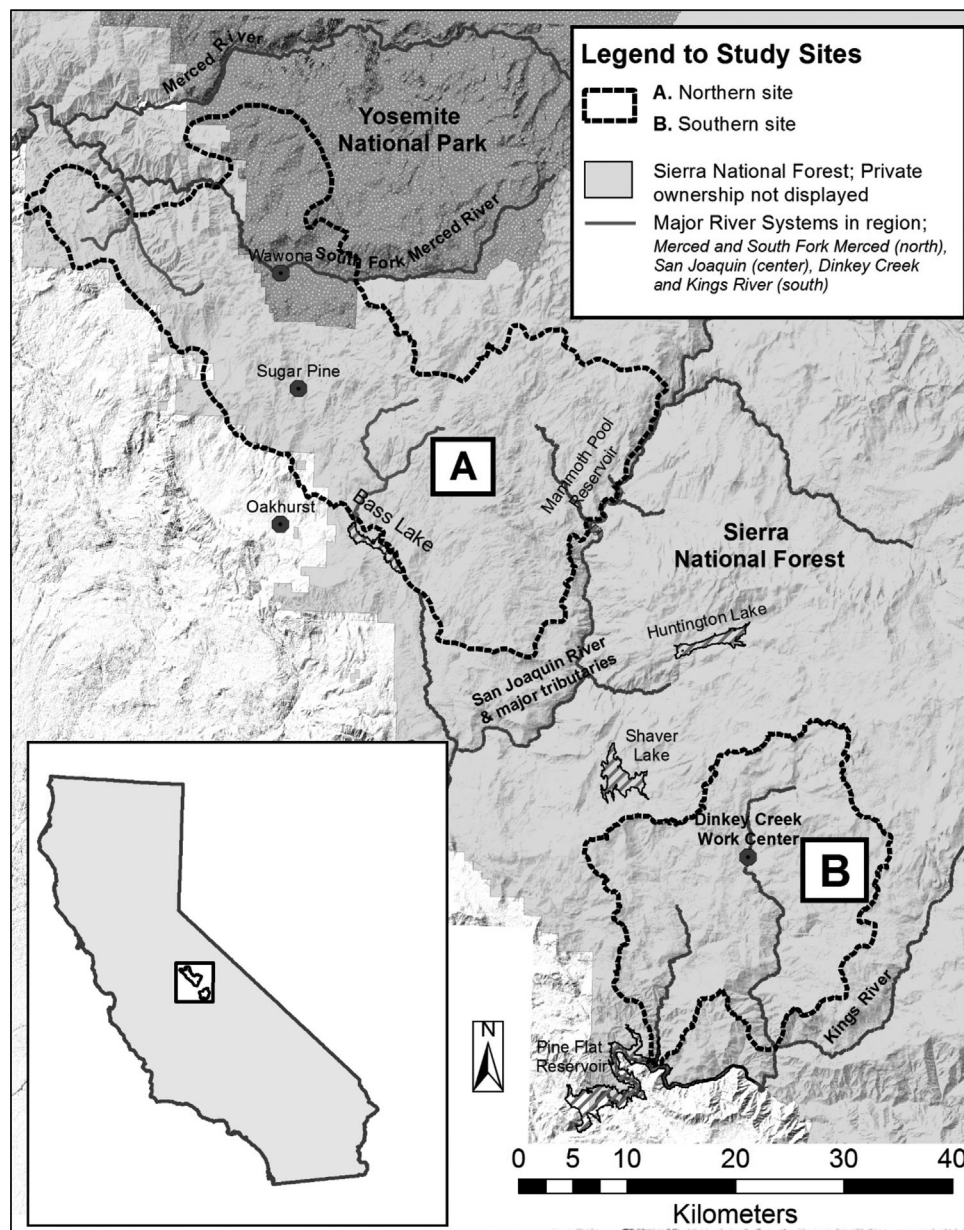 Merced River
Yosemite
National Park
Legend to Study Sites
A. Northern site
B. Southern site
Sierra National Forest; Private
ownership not displayed
Major River Systems in region;
Merced and South Fork Merced (north),
San Joaquin (center), Dinkey Creek
and Kings River (south)
Wawona
South Fork Merced River
Sugar Pine
A
Mammoth Pool
Reservoir
Oakhurst
Bass Lake
Sierra
National Forest
Huntington Lake
San Joaquin River
& major tributaries
Shaver
Lake
Dinkey Creek
Work Center
B
Kings River
N
Pine Flat
Reservoir
0 5 10 20 30 40
Kilometers